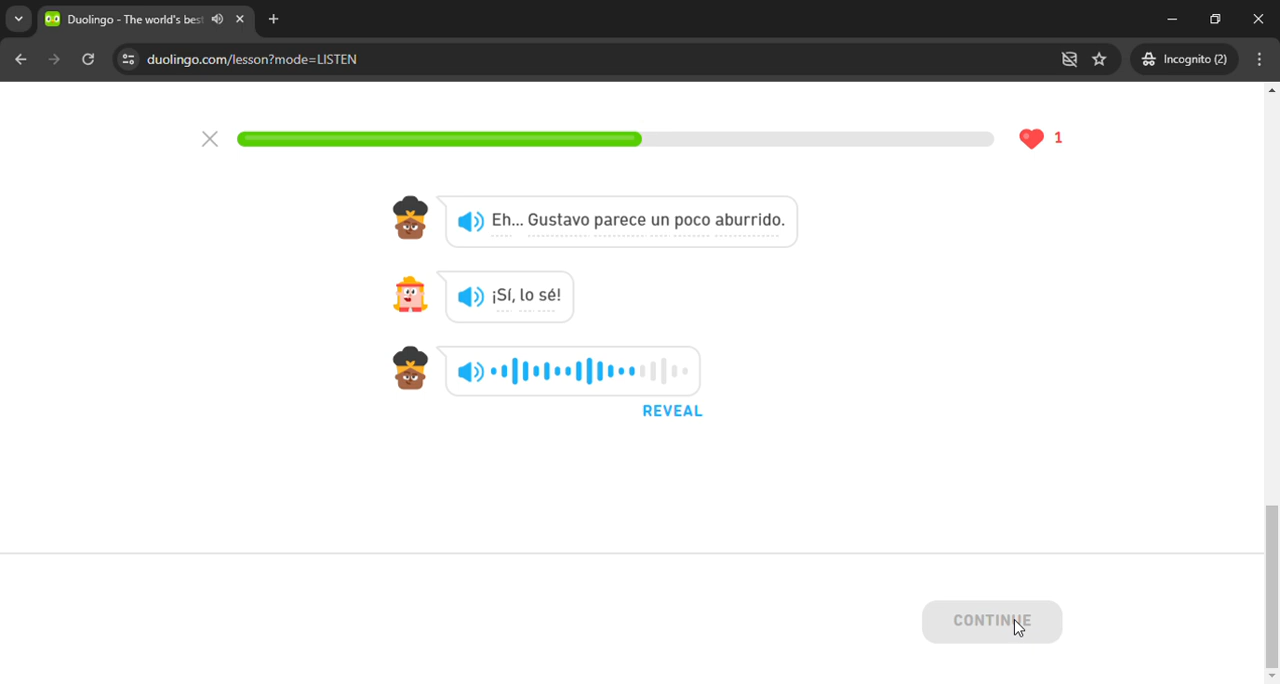 Duolingo - The world's best
duolingo.com/lesson?mode=LISTEN
Incognito (2)
1
Eh... Gustavo parece un poco aburrido.
¡Sí, lo sé!
REVEAL
CONTINUE